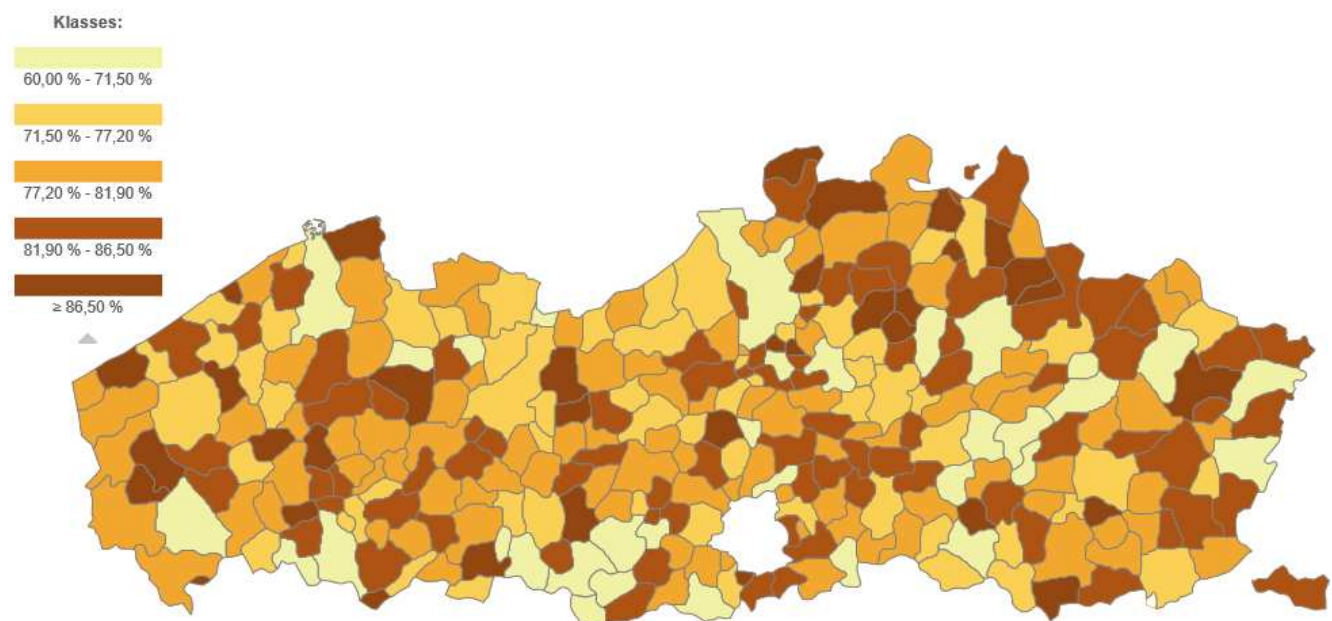 Klasses:
60,00 % - 71,50 %
71,50 % - 77,20 %
77,20 % - 81,90 %
81,90 % - 86,50 %
≥ 86,50 %